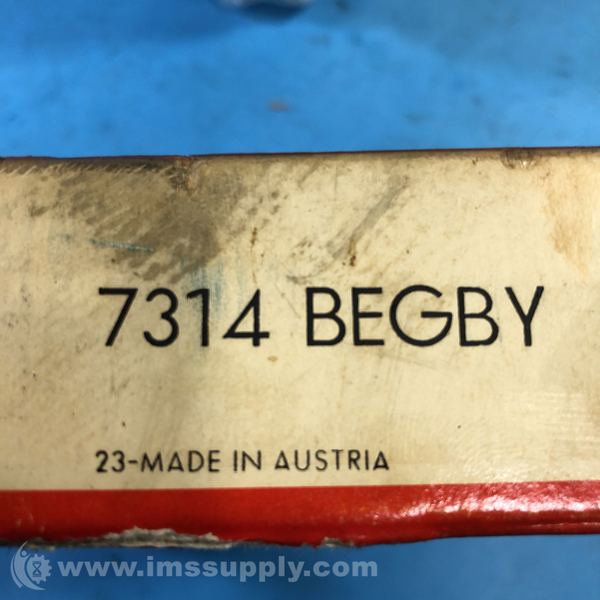 7314 BEGBY
23-MADE IN AUSTRIA
www.imssupply.com